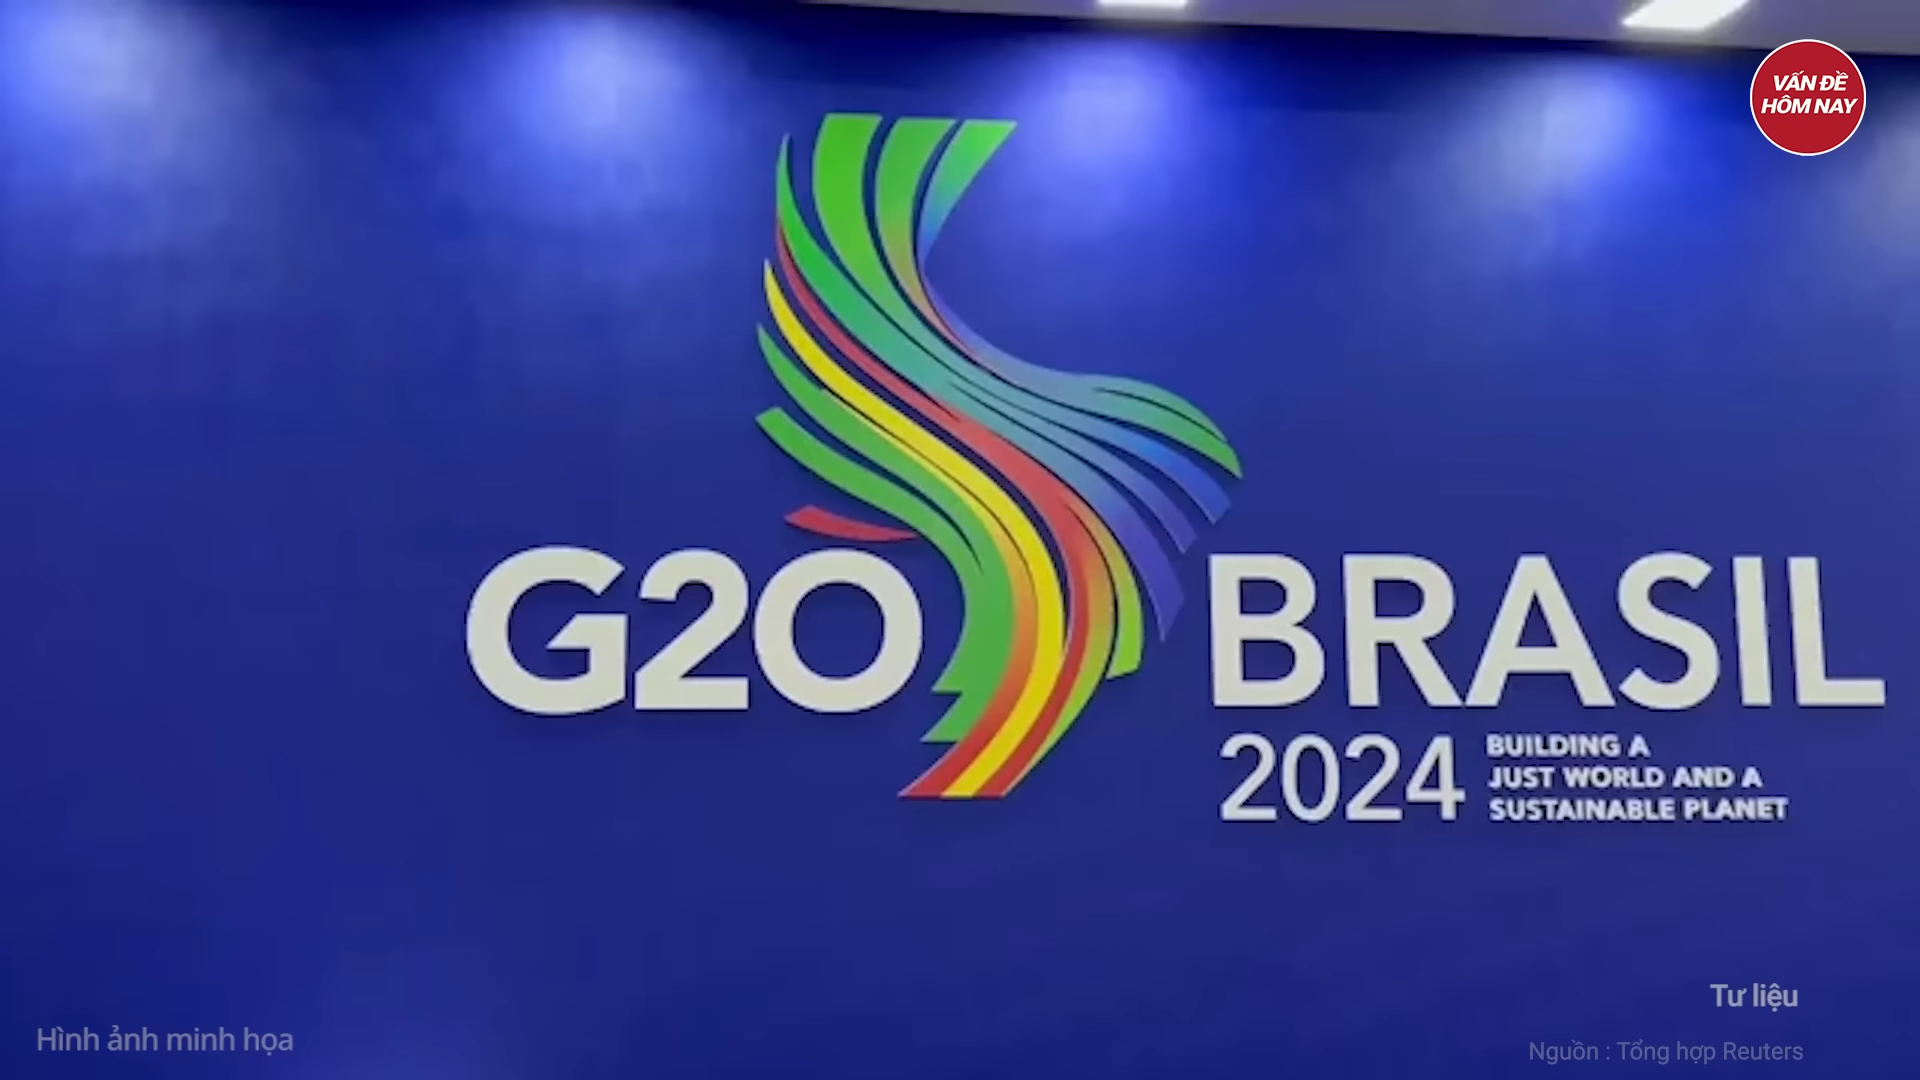 VẤN ĐỀ
HÔM NAY
G20 BRASIL
2024
BUILDING A
JUST WORLD AND A
SUSTAINABLE PLANET
Tư liệu
Hình ảnh minh họa
Nguồn : Tổng hợp Reuters